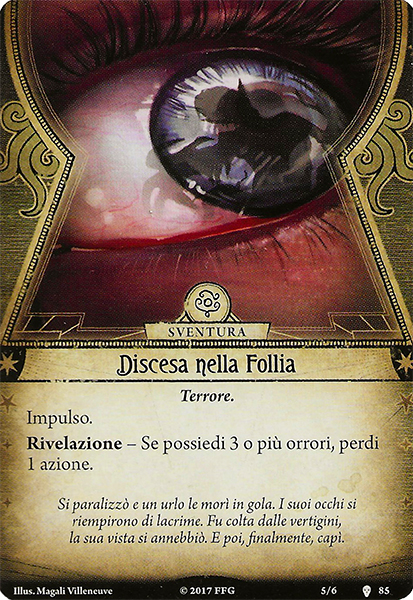 SVENTURA
Discesa nella Follia
Terrore.
Impulso.
Rivelazione – Se possiedi 3 o più orrori, perdi
1 azione.
Si paralizzò e un urlo le morì in gola. I suoi occhi si
riempirono di lacrime. Fu colta dalle vertigini,
la sua vista si annebbiò. E poi, finalmente, capì.
Illus. Magali Villeneuve © 2017 FFG 5/6 85